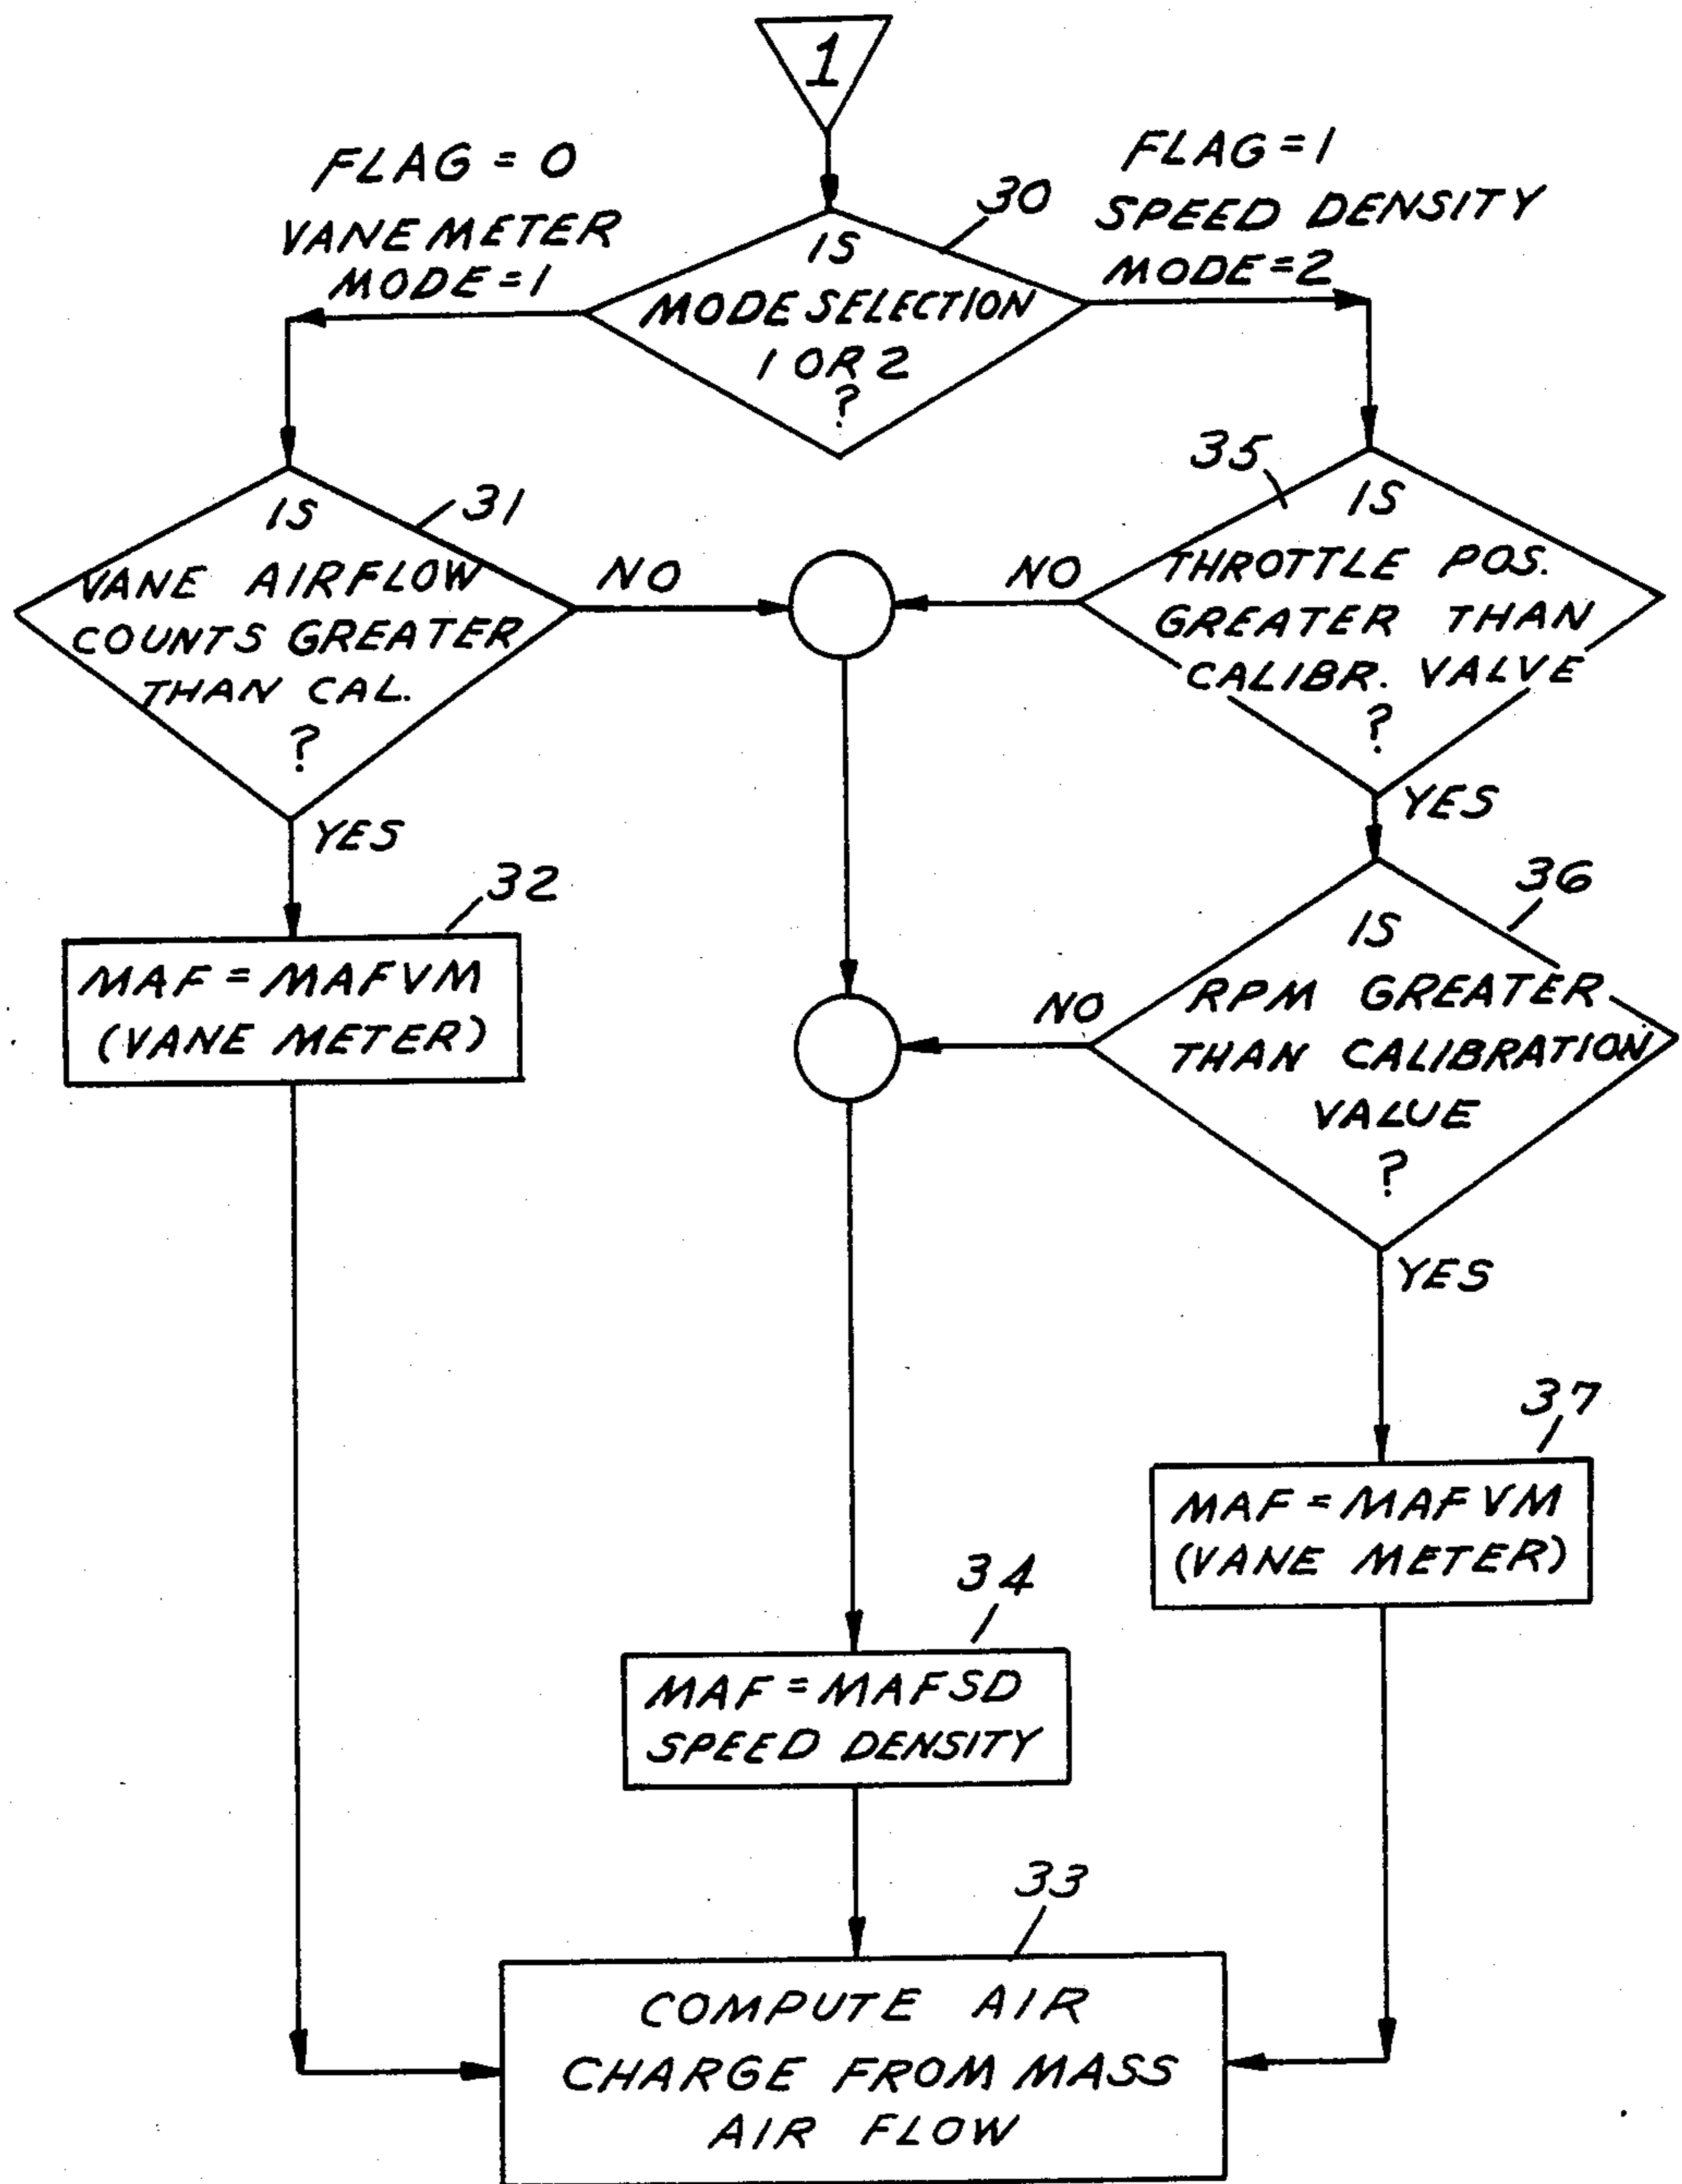 1
FLAG = 0
VANE METER
MODE = 1
FLAG = 1
SPEED DENSITY
MODE = 2
30
IS
MODE SELECTION
1 OR 2
?
31
IS
VANE AIRFLOW
COUNTS GREATER
THAN CAL.
?
NO
YES
35
IS
THROTTLE POS.
GREATER THAN
CALIBR. VALVE
?
NO
YES
32
MAF = MAFVM
(VANE METER)
36
IS
RPM GREATER
THAN CALIBRATION
VALUE
?
NO
YES
37
MAF = MAFVM
(VANE METER)
34
MAF = MAFSD
SPEED DENSITY
33
COMPUTE AIR
CHARGE FROM MASS
AIR FLOW